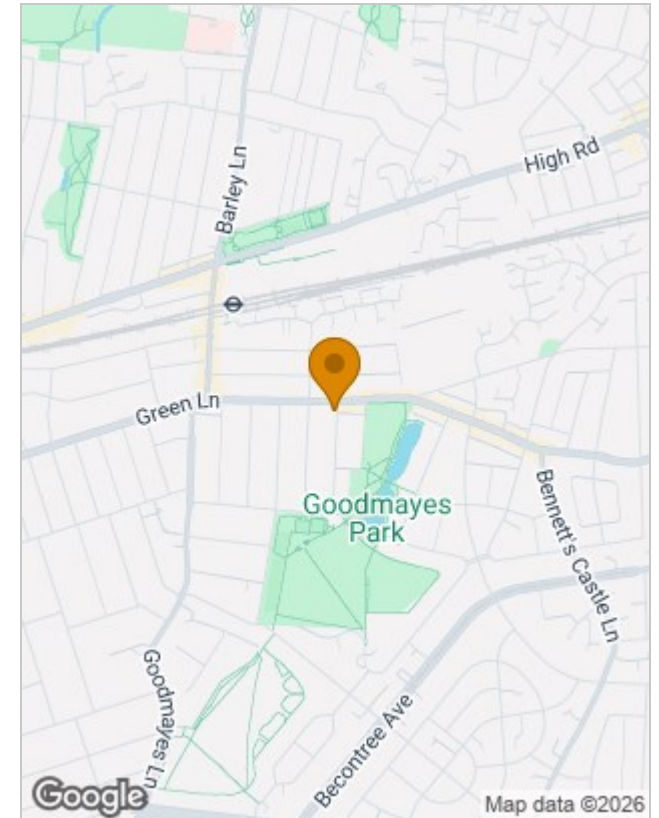 High Rd
Barley Ln
Green Ln
Goodmayes
Park
Bennett's Castle Ln
Goodmayes Ln
Becontree Ave
Google
Map data ©2026